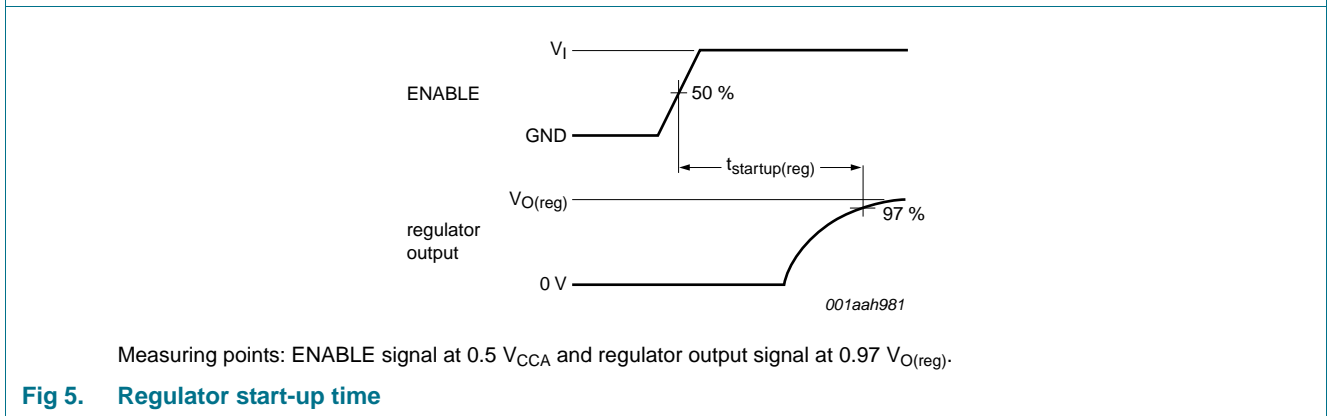 V_I
ENABLE
50 %
GND
t_startup(reg)
V_O(reg)
97 %
regulator
output
0 V
001aah981
Measuring points: ENABLE signal at 0.5 V_CCA and regulator output signal at 0.97 V_O(reg).
Fig 5. Regulator start-up time